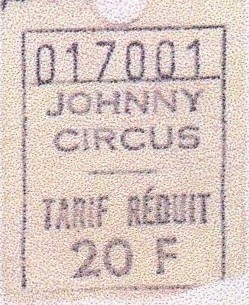 017001
JOHNNY
CIRCUS
TARIF RÉDUIT
20 F